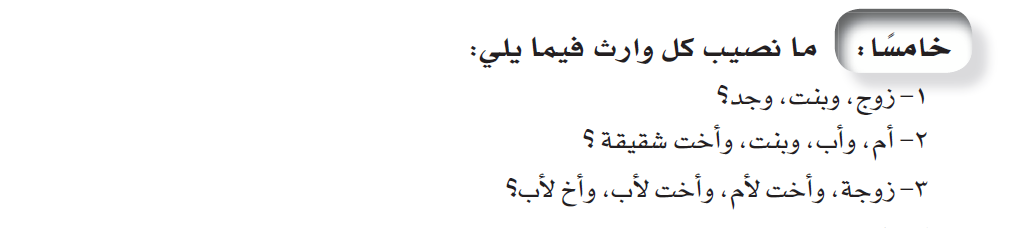 خامسًا: ما نصيب كل وارث فيما يلي:
١- زوج، وبنت، وجد؟
٢- أم، وأب، وبنت، وأخت شقيقة ؟
٣- زوجة، وأخت لأم، وأخت لأب، وأخ لأب؟